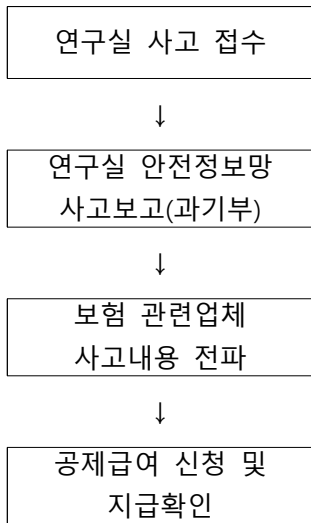 연구실 사고 접수
↓
연구실 안전정보망
사고보고(과기부)
↓
보험 관련업체
사고내용 전파
↓
공제급여 신청 및
지급확인